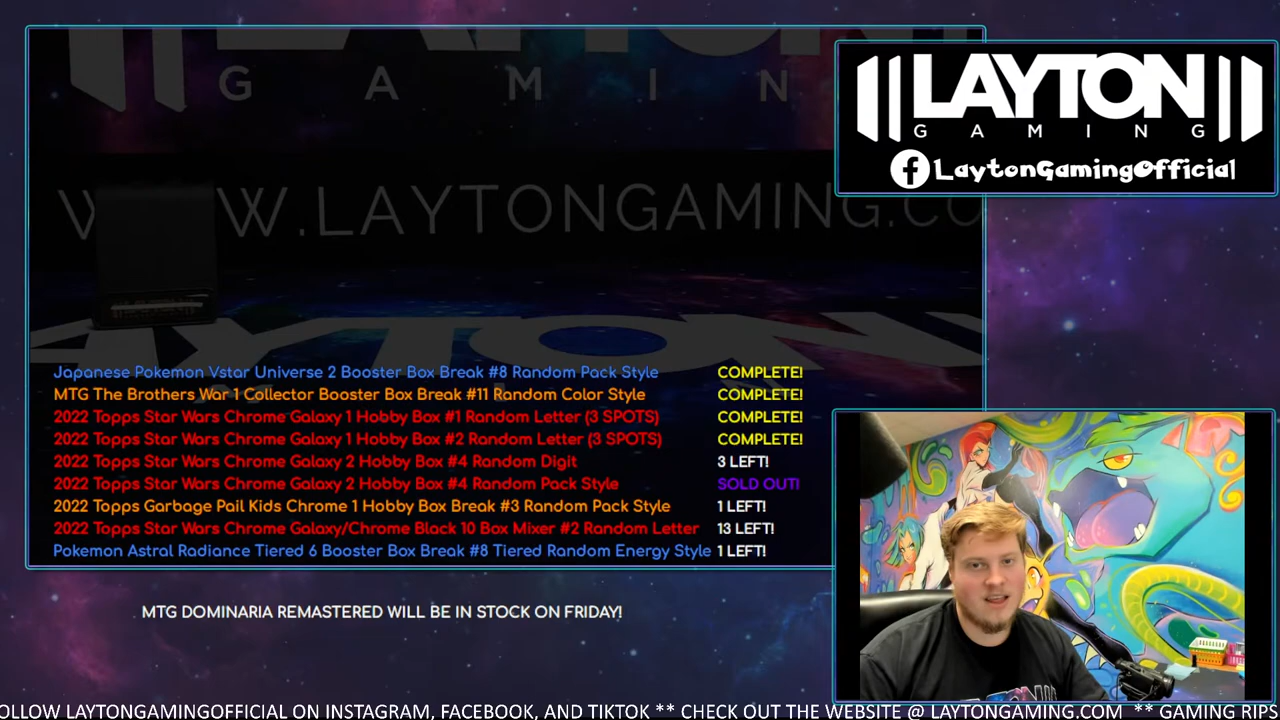 LAYTON
G A M I N
LAYTON
G A M I N G
LaytonGamingOfficial
WWW.LAYTONGAMING.CO
LAYTON
Japanese Pokemon Vstar Universe 2 Booster Box Break #8 Random Pack Style COMPLETE!
MTG The Brothers War 1 Collector Booster Box Break #11 Random Color Style COMPLETE!
2022 Topps Star Wars Chrome Galaxy 1 Hobby Box #1 Random Letter (3 SPOTS) COMPLETE!
2022 Topps Star Wars Chrome Galaxy 1 Hobby Box #2 Random Letter (3 SPOTS) COMPLETE!
2022 Topps Star Wars Chrome Galaxy 2 Hobby Box #4 Random Digit 3 LEFT!
2022 Topps Star Wars Chrome Galaxy 2 Hobby Box #4 Random Pack Style SOLD OUT!
2022 Topps Garbage Pail Kids Chrome 1 Hobby Box Break #3 Random Pack Style 1 LEFT!
2022 Topps Star Wars Chrome Galaxy/Chrome Black 10 Box Mixer #2 Random Letter 13 LEFT!
Pokemon Astral Radiance Tiered 6 Booster Box Break #8 Tiered Random Energy Style 1 LEFT!
MTG DOMINARIA REMASTERED WILL BE IN STOCK ON FRIDAY!
OLLOW LAYTONGAMINGOFFICIAL ON INSTAGRAM, FACEBOOK, AND TIKTOK ** CHECK OUT THE WEBSITE @ LAYTONGAMING.COM ** GAMING RIPS